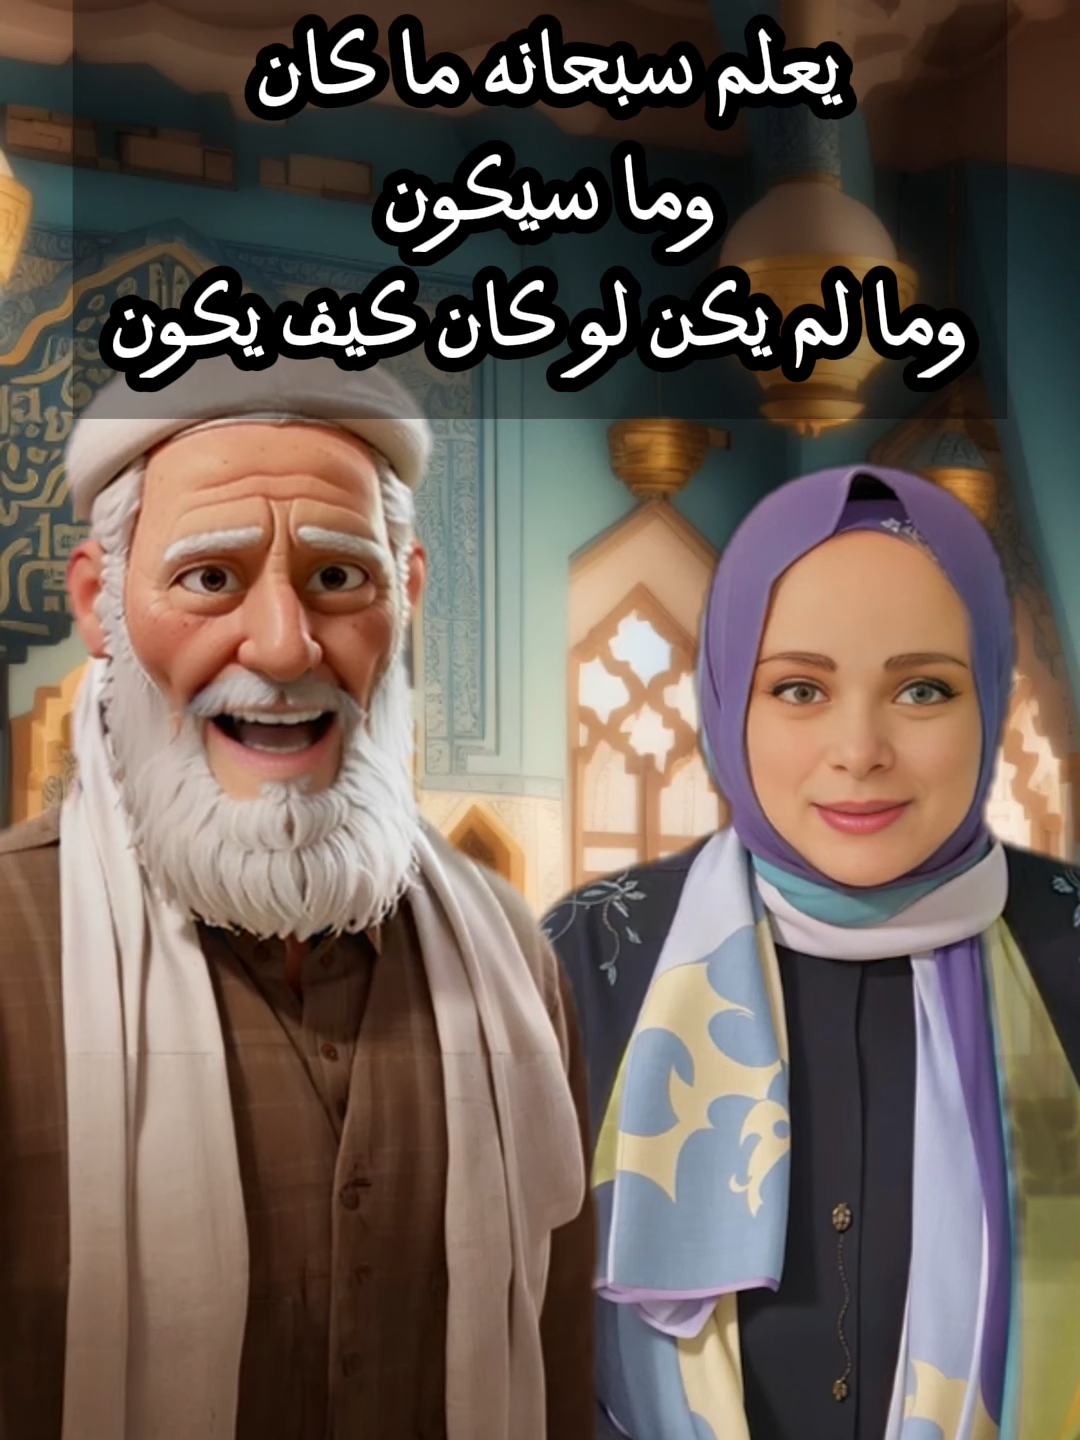 يعلم سبحانه ما كان
وما سيكون
وما لم يكن لو كان كيف يكون